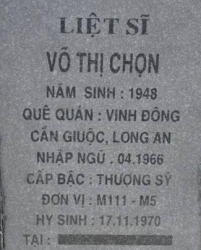 LIỆT SĨ
VÕ THỊ CHỌN
NĂM SINH : 1948
QUÊ QUÁN : VINH ĐÔNG
CẦN GIUỘC, LONG AN
NHẬP NGŨ . 04.1966
CẤP BẬC : THƯỢNG SỸ
ĐƠN VỊ : M111 - M5
HY SINH : 17.11.1970
TẠI :